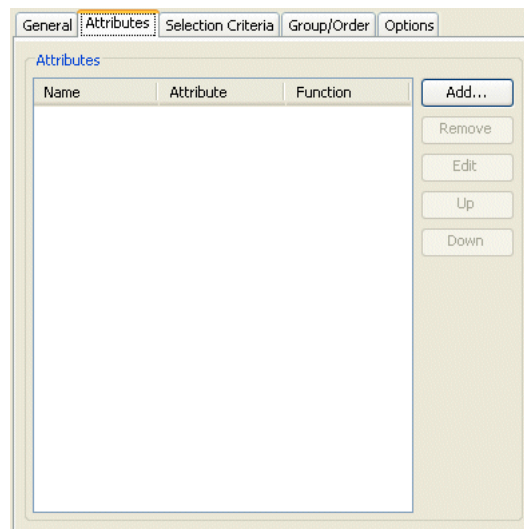 General Attributes Selection Criteria Group/Order Options
Attributes
Name Attribute Function
Add...
Remove
Edit
Up
Down